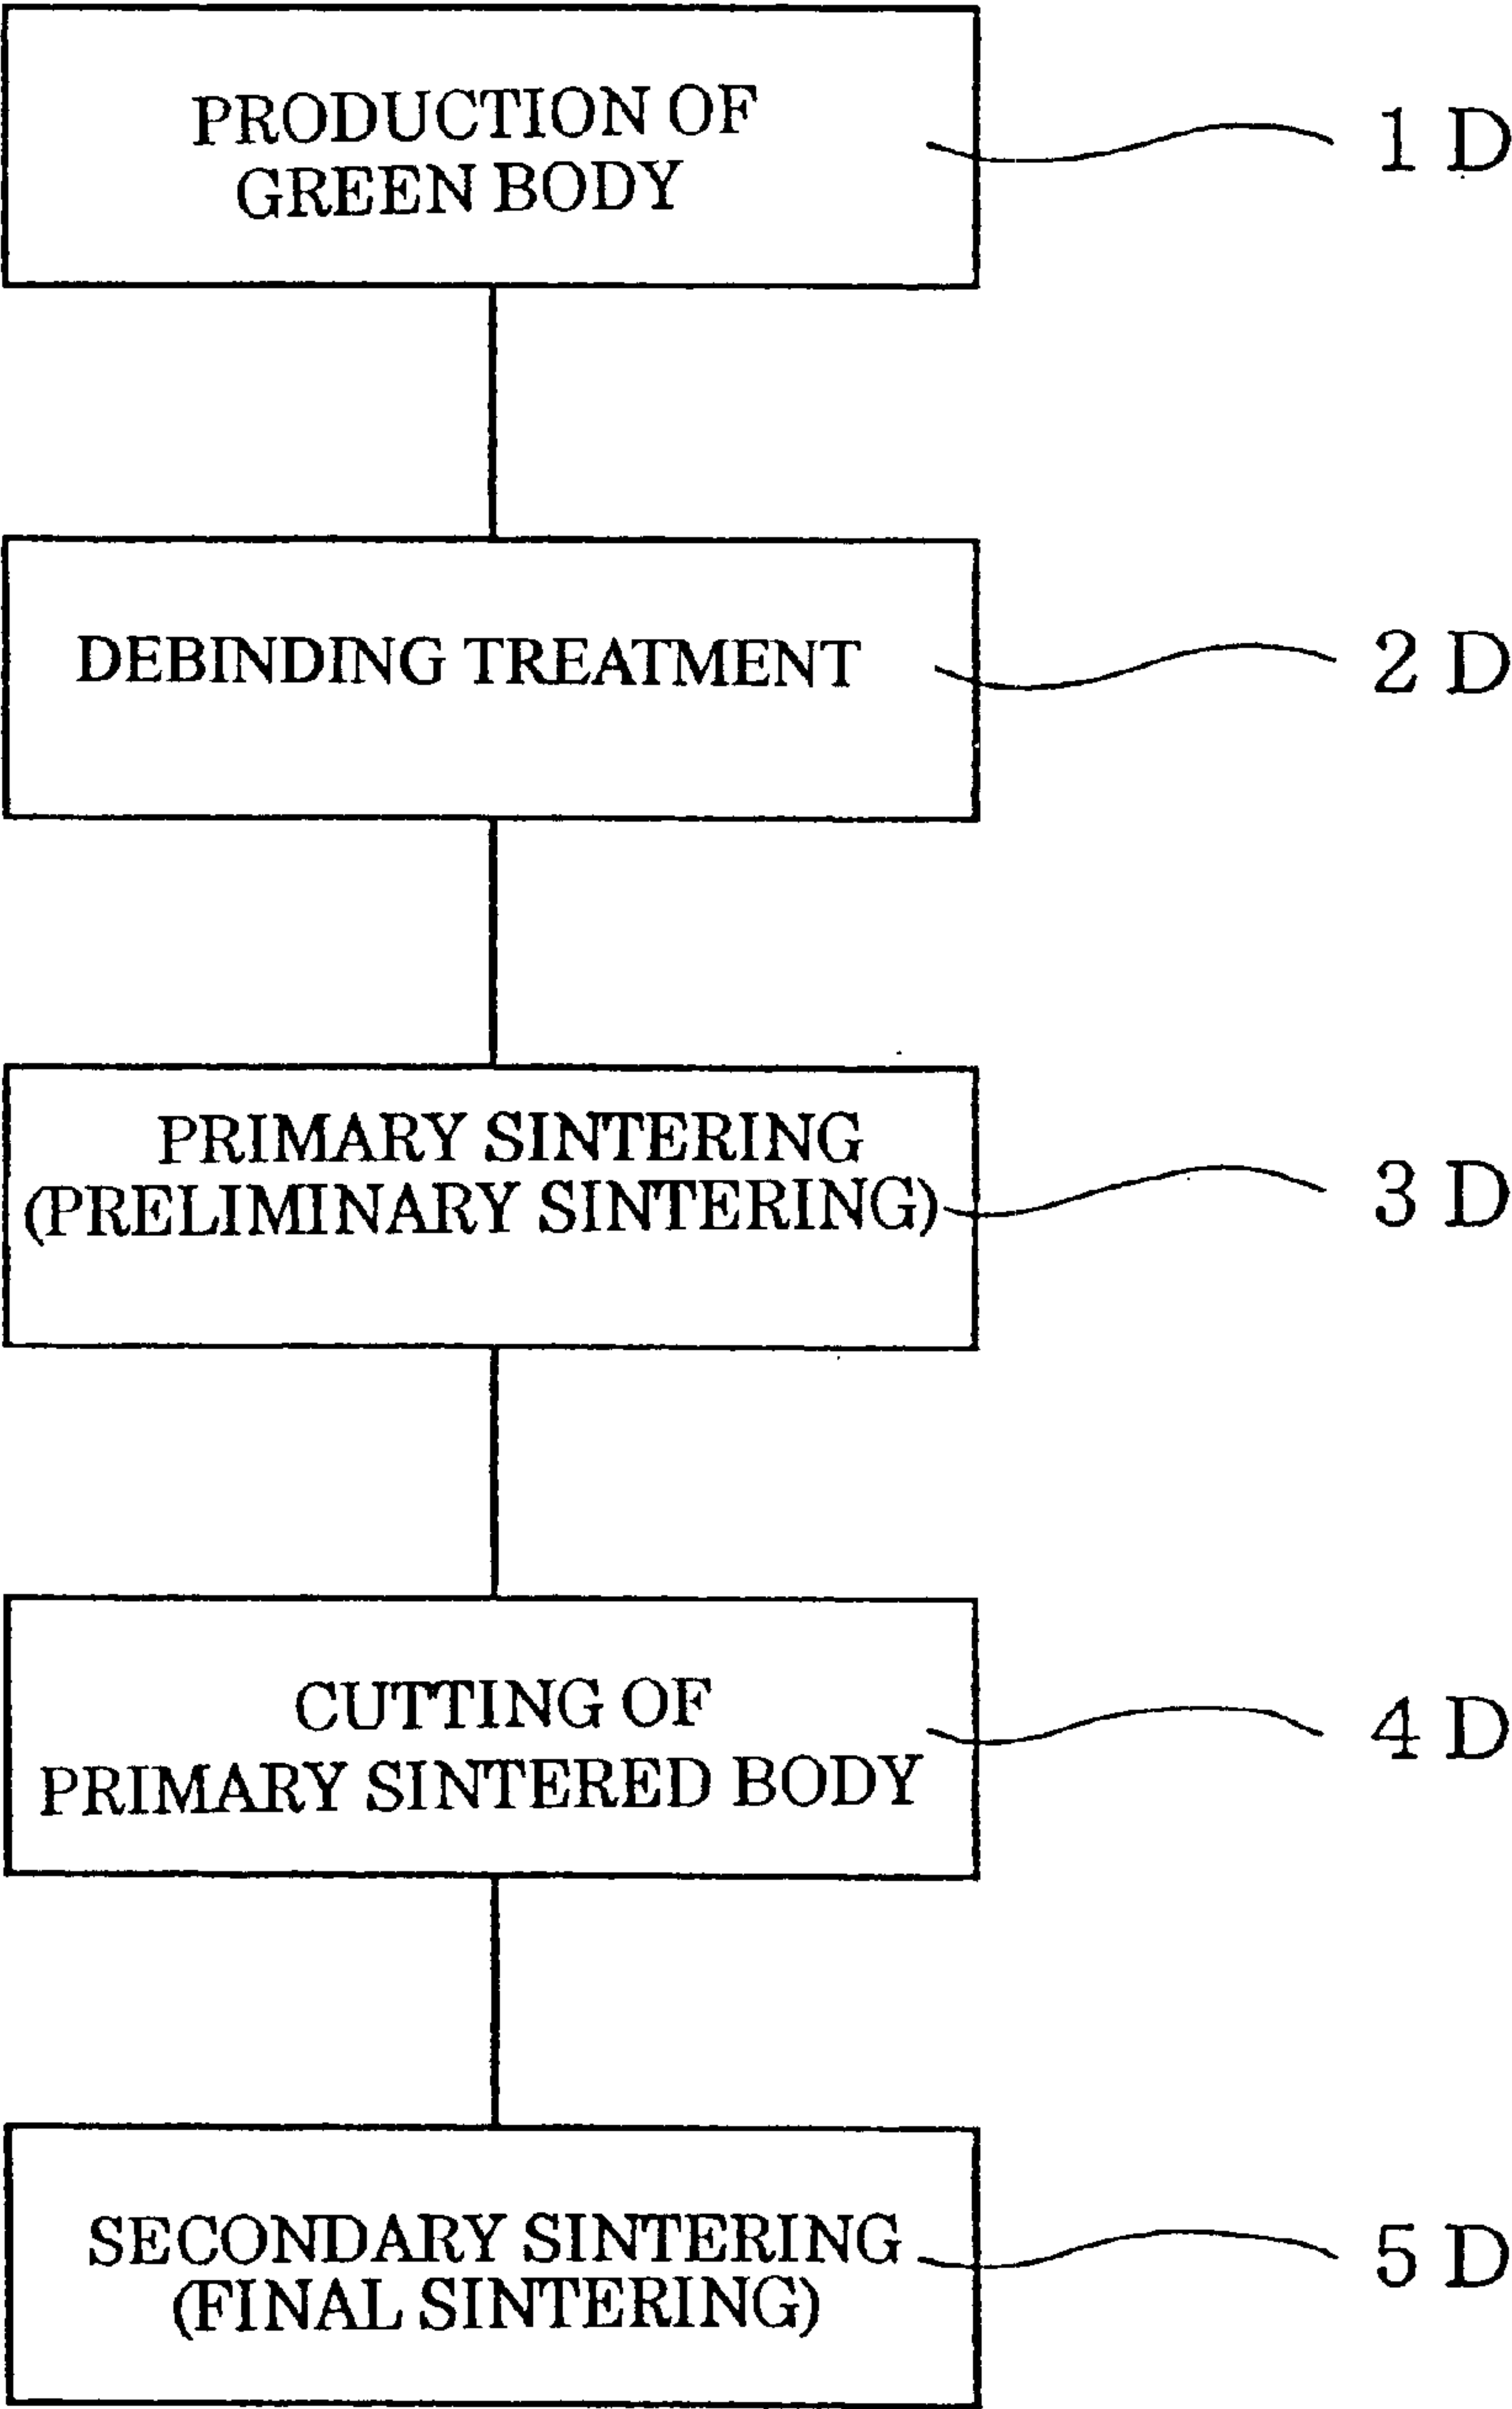 PRODUCTION OF
GREEN BODY
1 D
DEBINDING TREATMENT
2 D
PRIMARY SINTERING
(PRELIMINARY SINTERING)
3 D
CUTTING OF
PRIMARY SINTERED BODY
4 D
SECONDARY SINTERING
(FINAL SINTERING)
5 D